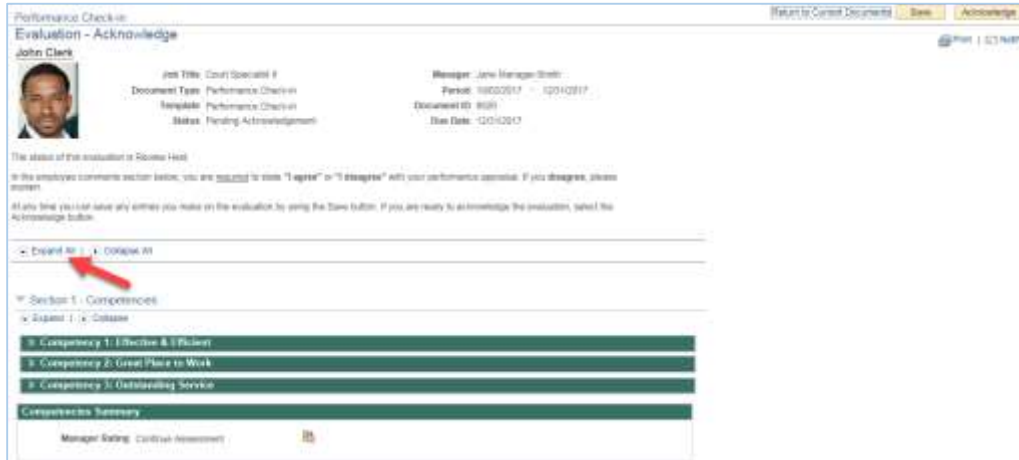 Performance Check-in
Return to Current Documents
Save
Acknowledge
Evaluation - Acknowledge
Print | Notif
John Clerk
Job Title Court Specialist II
Manager Jane Manager-Smith
Document Type Performance Check-in
Period 10/02/2017 - 12/31/2017
Template Performance Check-in
Document ID
Status Pending Acknowledgement
Due Date 12/31/2017
The status of this evaluation is Review Held
In the employee comments section below, you are required to state "I agree" or "I disagree" with your performance appraisal. If you disagree, please
explain.
At any time you can save any entries you make on the evaluation by using the Save button. If you are ready to acknowledge the evaluation, select the
Acknowledge button.
Expand All | Collapse All
Section 1 - Competencies
Expand | Collapse
Competency 1: Effective & Efficient
Competency 2: Great Place to Work
Competency 3: Outstanding Service
Competencies Summary
Manager Rating Continue Assessment